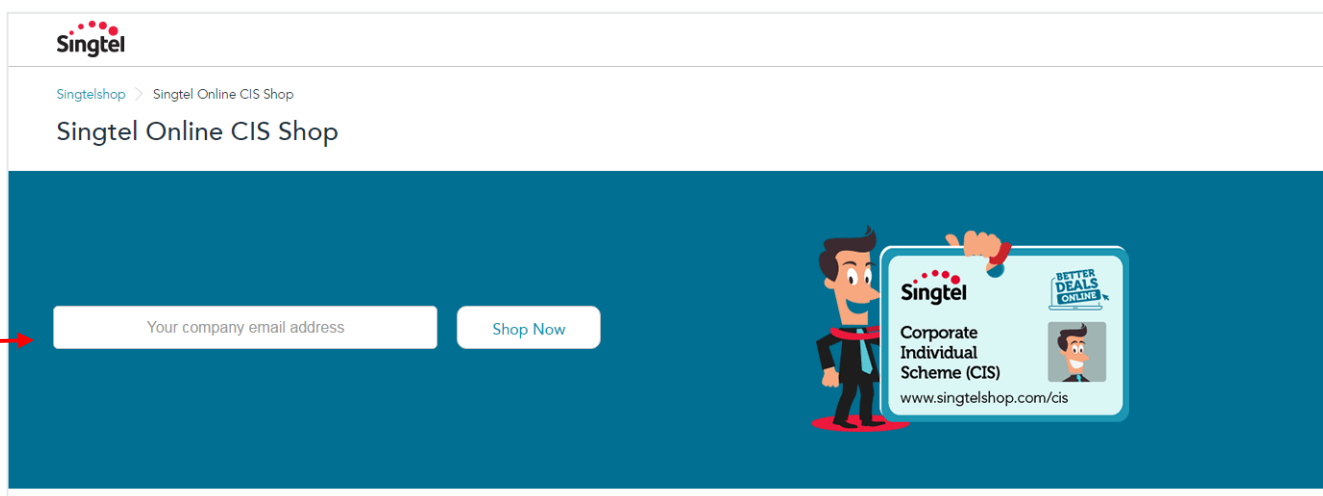 Singtel
Singtelshop > Singtel Online CIS Shop
Singtel Online CIS Shop
Your company email address
Shop Now
Singtel
BETTER
DEALS
ONLINE
Corporate
Individual
Scheme (CIS)
www.singtelshop.com/cis